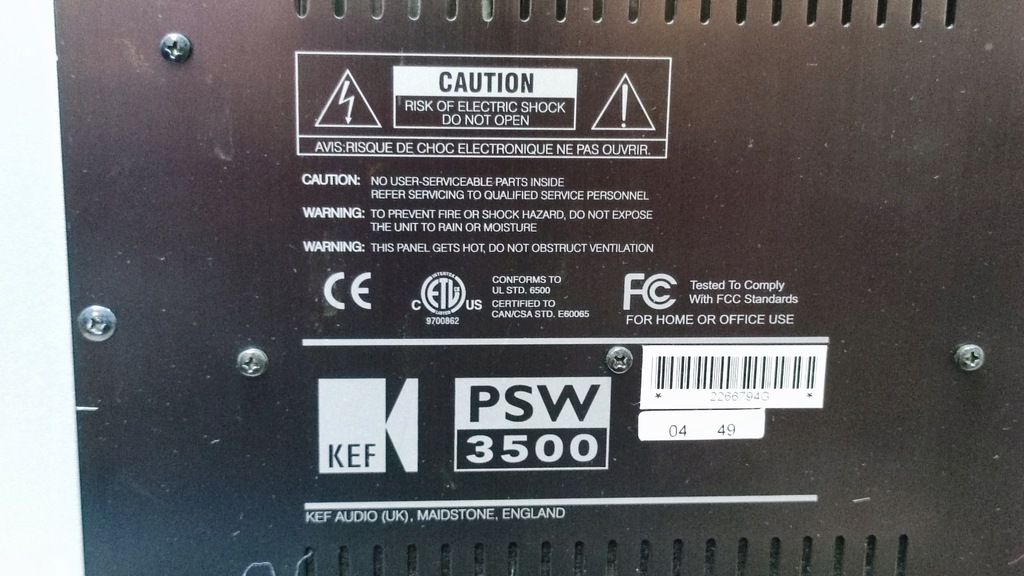 CAUTION
RISK OF ELECTRIC SHOCK
DO NOT OPEN
AVIS:RISQUE DE CHOC ELECTRONIQUE NE PAS OUVRIR.
CAUTION: NO USER-SERVICEABLE PARTS INSIDE
REFER SERVICING TO QUALIFIED SERVICE PERSONNEL
WARNING: TO PREVENT FIRE OR SHOCK HAZARD, DO NOT EXPOSE
THE UNIT TO RAIN OR MOISTURE
WARNING: THIS PANEL GETS HOT, DO NOT OBSTRUCT VENTILATION
CE
INTERTEK
C ETL US
LISTED
9700862
CONFORMS TO
UL STD. 6500
CERTIFIED TO
CAN/CSA STD. E60065
FC Tested To Comply
With FCC Standards
FOR HOME OR OFFICE USE
KEF
PSW
3500
* 2266794G *
04 49
KEF AUDIO (UK), MAIDSTONE, ENGLAND